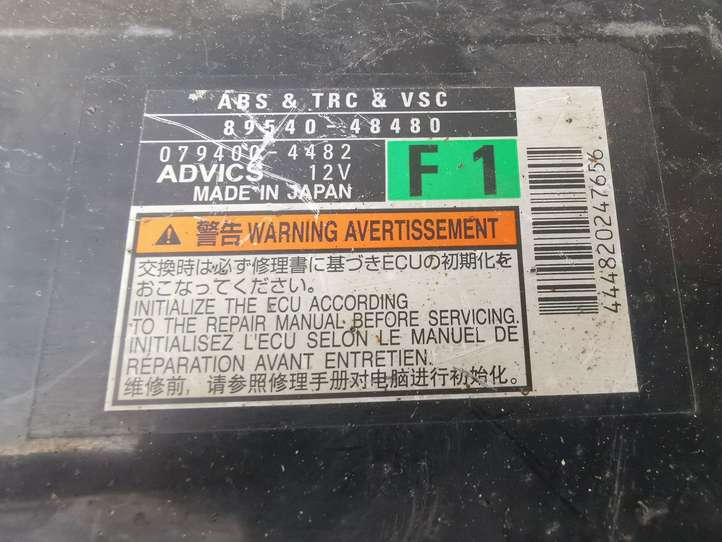 ABS & TRC & VSC
89540-48480
079400-4482
ADVICS 12V
MADE IN JAPAN
F1
444820247656
警告 WARNING AVERTISSEMENT
交換時は必ず修理書に基づきECUの初期化を
おこなってください。
INITIALIZE THE ECU ACCORDING
TO THE REPAIR MANUAL BEFORE SERVICING.
INITIALISEZ L'ECU SELON LE MANUEL DE
RÉPARATION AVANT ENTRETIEN.
维修前，请参照修理手册对电脑进行初始化。